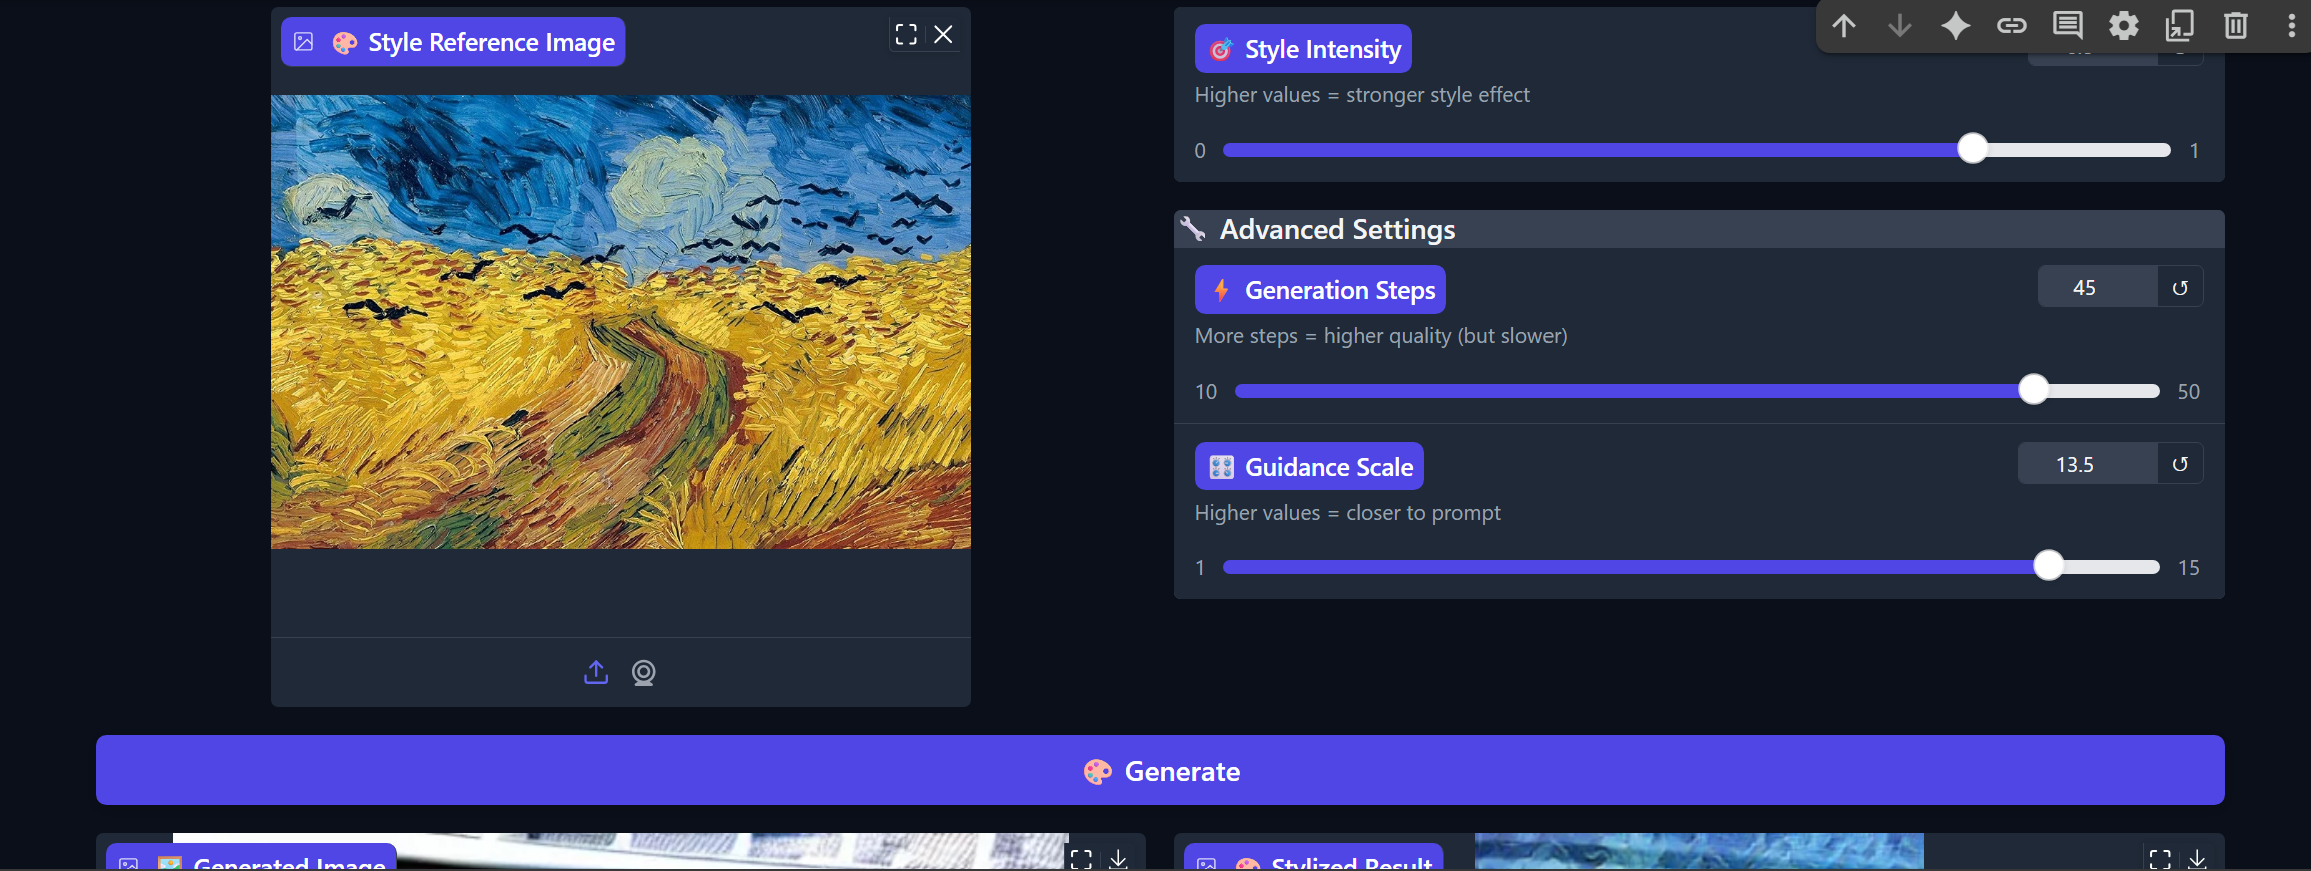 Style Reference Image
Style Intensity
Higher values = stronger style effect
0
1
Advanced Settings
Generation Steps
45
More steps = higher quality (but slower)
10
50
Guidance Scale
13.5
Higher values = closer to prompt
1
15
Generate
Generated Image
Stylized Result